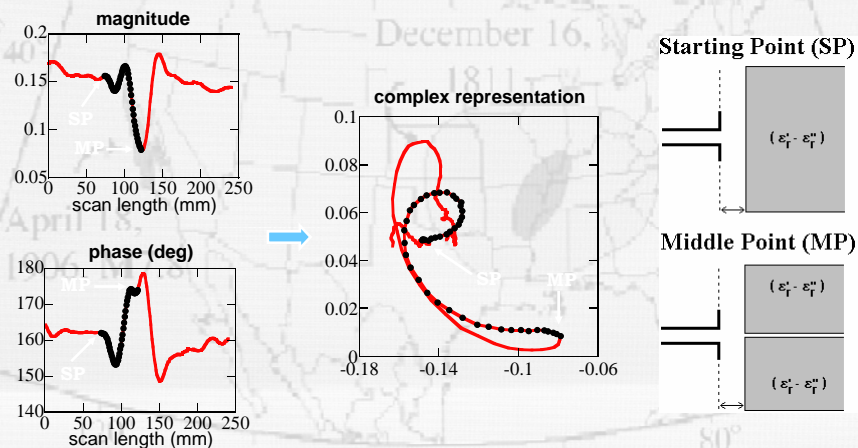 magnitude
0.2
0.15
0.1
0.05
SP
MP
0 50 100 150 200 250
scan length (mm)
phase (deg)
180
170
160
150
140
MP
SP
0 50 100 150 200 250
scan length (mm)
complex representation
0.1
0.08
0.06
0.04
0.02
0
SP
MP
-0.18 -0.14 -0.1 -0.06
Starting Point (SP)
( ε'r - ε''r )
Middle Point (MP)
( ε'r - ε''r )
( ε'r - ε''r )
December 16,
1811
April 18
1906,
40
80°